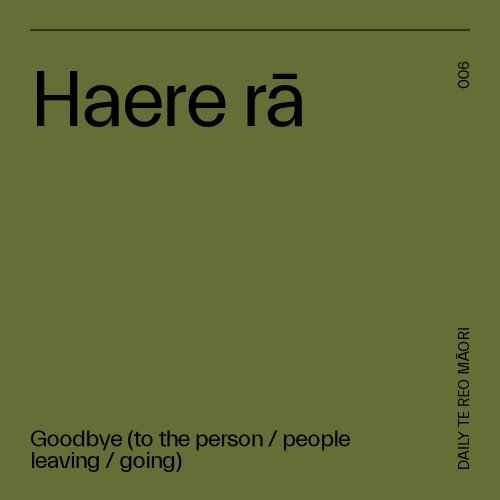 Haere rā
006
DAILY TE REO MĀORI
Goodbye (to the person / people
leaving / going)